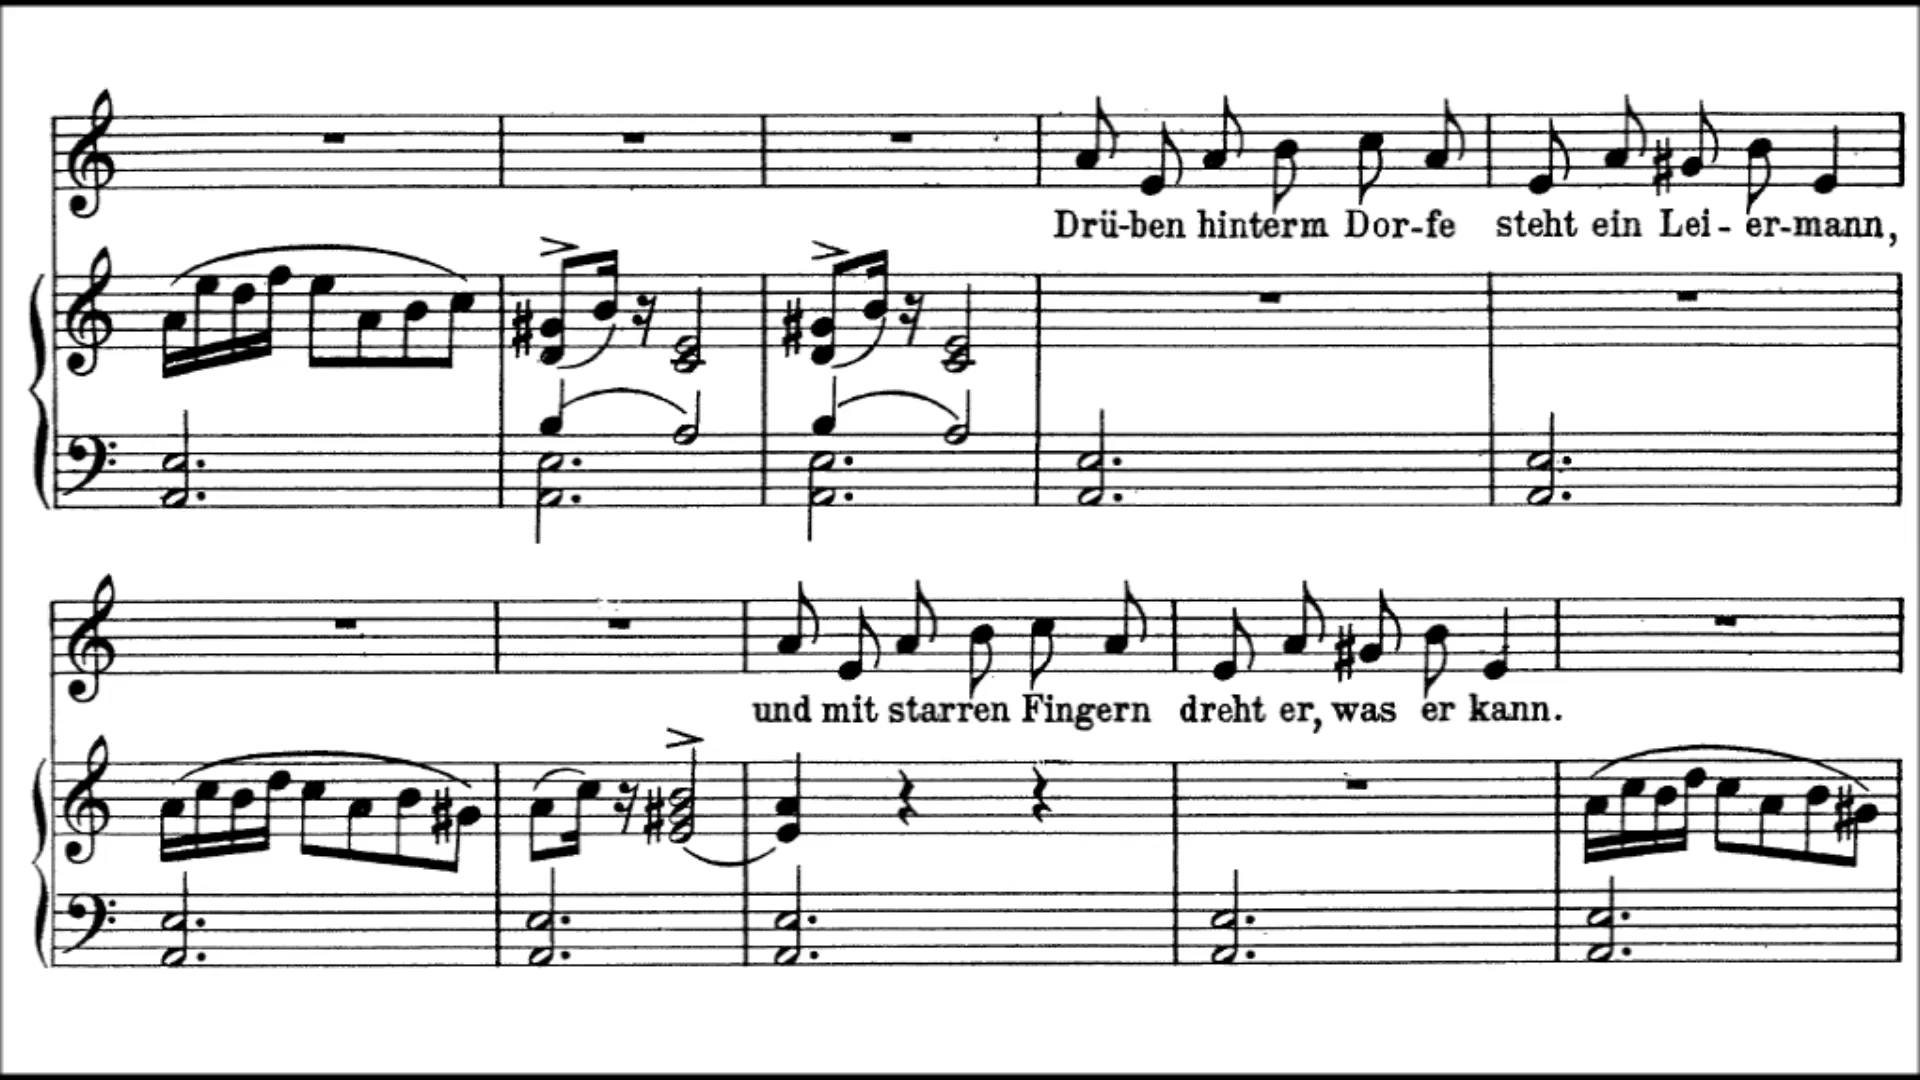 Drü-ben hinterm Dor-fe steht ein Lei-er-mann,
und mit starren Fingern dreht er, was er kann.